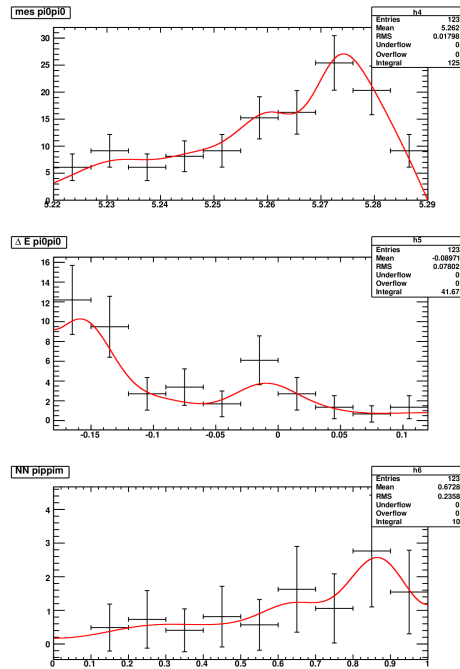 mes pi0pi0
h4
Entries 123
Mean 5.262
RMS 0.01798
Underflow 0
Overflow 0
Integral 125
30
25
20
15
10
5
0
5.22 5.23 5.24 5.25 5.26 5.27 5.28 5.29
Δ E pi0pi0
h5
Entries 123
Mean -0.08971
RMS 0.07802
Underflow 0
Overflow 0
Integral 41.67
16
14
12
10
8
6
4
2
0
-0.15 -0.1 -0.05 0 0.05 0.1
NN pippim
h6
Entries 123
Mean 0.6728
RMS 0.2358
Underflow 0
Overflow 0
Integral 10
4
3
2
1
0
0 0.1 0.2 0.3 0.4 0.5 0.6 0.7 0.8 0.9 1